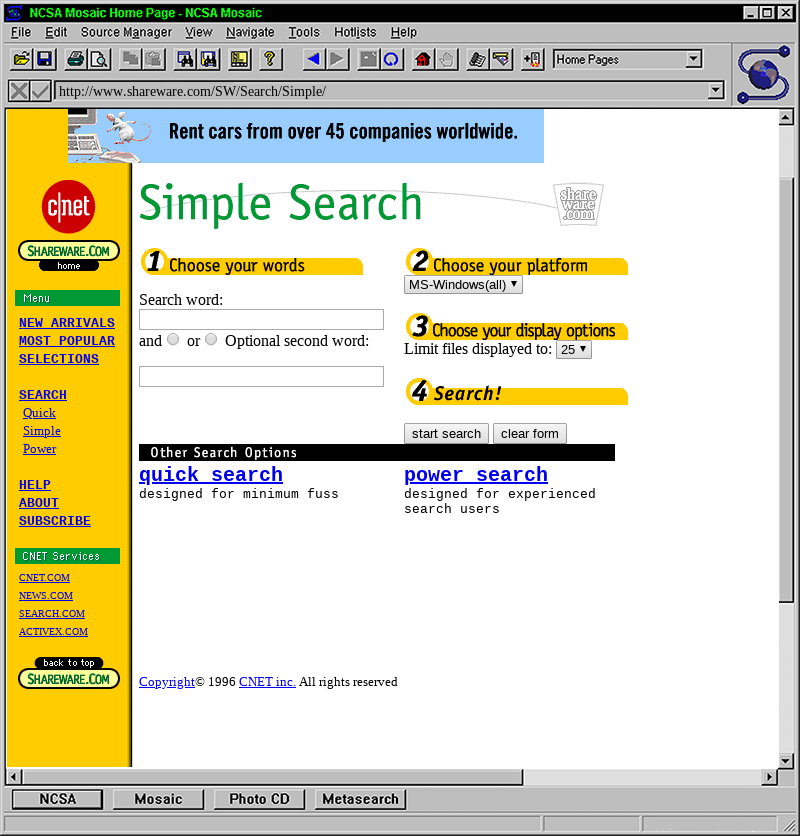 NCSA Mosaic Home Page - NCSA Mosaic
File Edit Source Manager View Navigate Tools Hotlists Help
Home Pages
http://www.shareware.com/SW/Search/Simple/
Rent cars from over 45 companies worldwide.
c|net
SHAREWARE.COM
home
Menu
NEW ARRIVALS
MOST POPULAR
SELECTIONS
SEARCH
Quick
Simple
Power
HELP
ABOUT
SUBSCRIBE
CNET Services
CNET.COM
NEWS.COM
SEARCH.COM
ACTIVEX.COM
back to top
SHAREWARE.COM
Simple Search
share
ware
.com
1 Choose your words
Search word:
and or Optional second word:
2 Choose your platform
MS-Windows(all)
3 Choose your display options
Limit files displayed to: 25
4 Search!
start search clear form
Other Search Options
quick search
designed for minimum fuss
power search
designed for experienced
search users
Copyright© 1996 CNET inc. All rights reserved
NCSA Mosaic Photo CD Metasearch